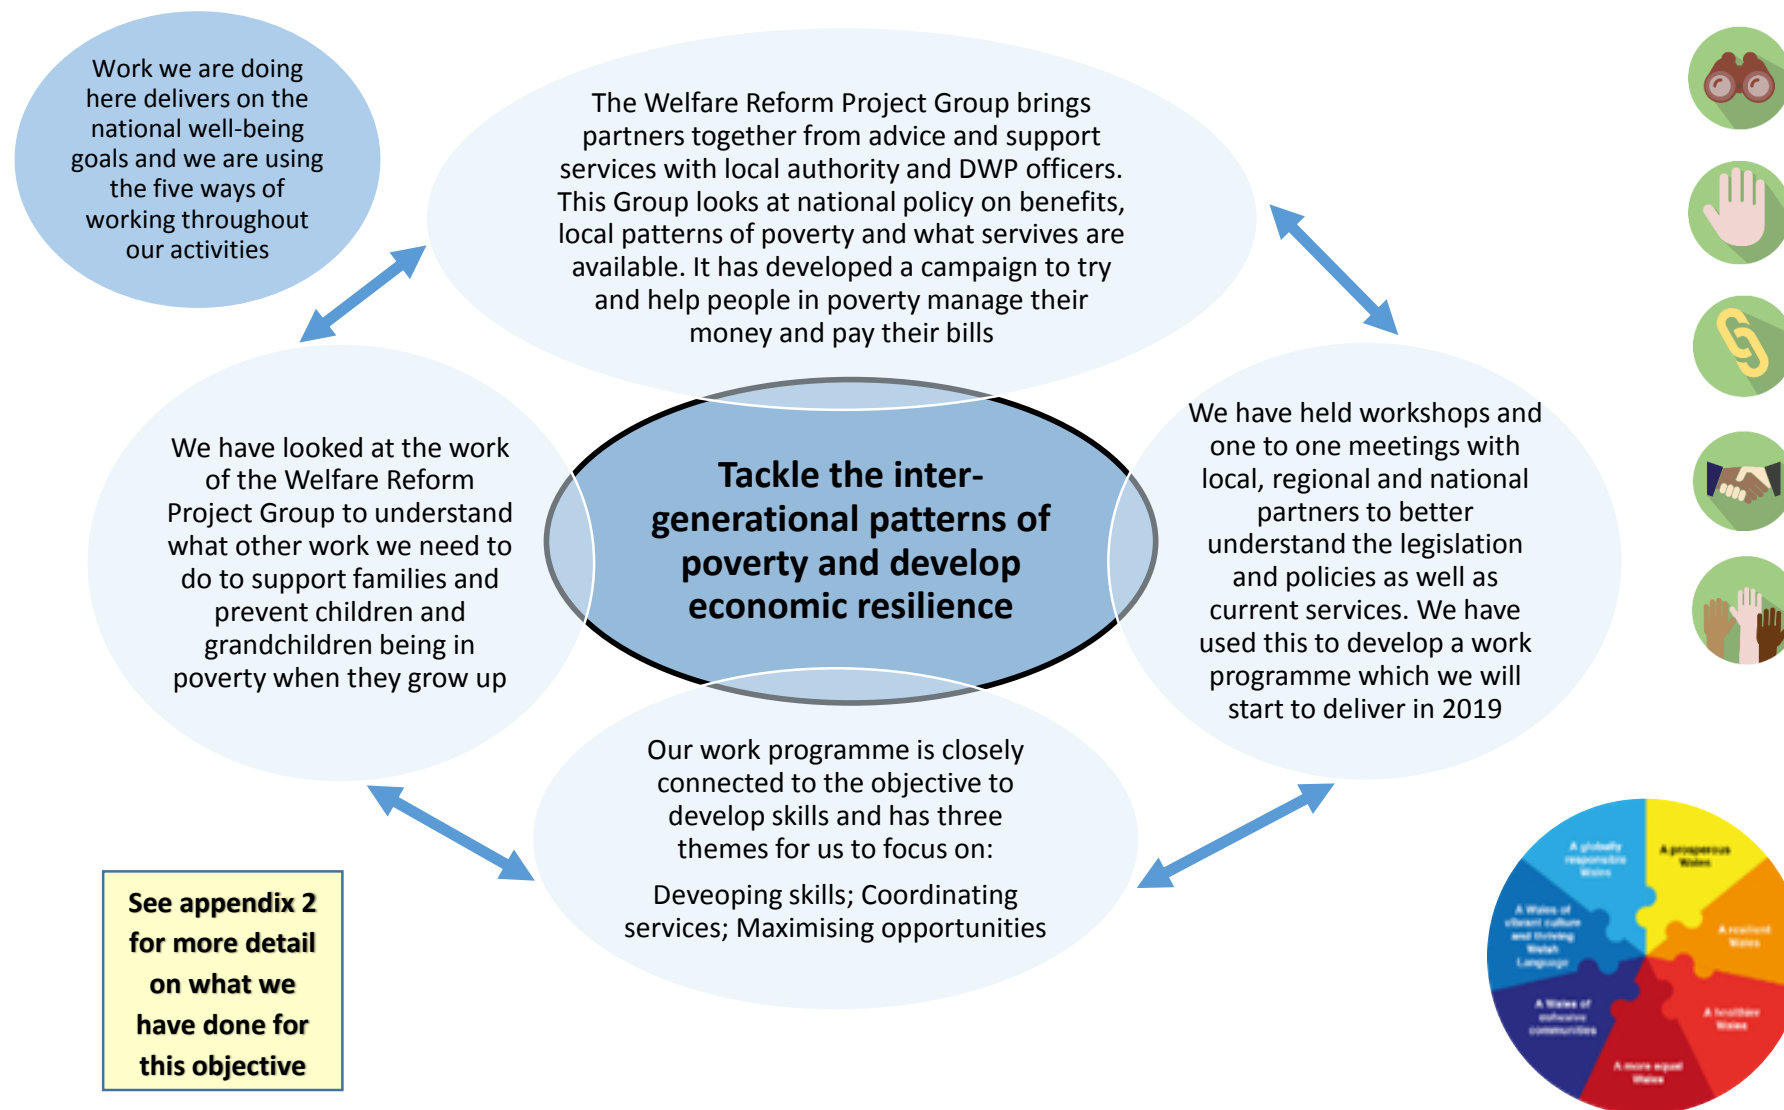 Work we are doing
here delivers on the
national well-being
goals and we are using
the five ways of
working throughout
our activities
The Welfare Reform Project Group brings
partners together from advice and support
services with local authority and DWP officers.
This Group looks at national policy on benefits,
local patterns of poverty and what servives are
available. It has developed a campaign to try
and help people in poverty manage their
money and pay their bills
We have looked at the work
of the Welfare Reform
Project Group to understand
what other work we need to
do to support families and
prevent children and
grandchildren being in
poverty when they grow up
Tackle the inter-
generational patterns of
poverty and develop
economic resilience
We have held workshops and
one to one meetings with
local, regional and national
partners to better
understand the legislation
and policies as well as
current services. We have
used this to develop a work
programme which we will
start to deliver in 2019
Our work programme is closely
connected to the objective to
develop skills and has three
themes for us to focus on:
Deveoping skills; Coordinating
services; Maximising opportunities
See appendix 2
for more detail
on what we
have done for
this objective
A globally
responsible
Wales
A prosperous
Wales
A Wales of
vibrant culture
and thriving
Welsh
Language
A resilient
Wales
A Wales of
cohesive
communities
A healthier
Wales
A more equal
Wales